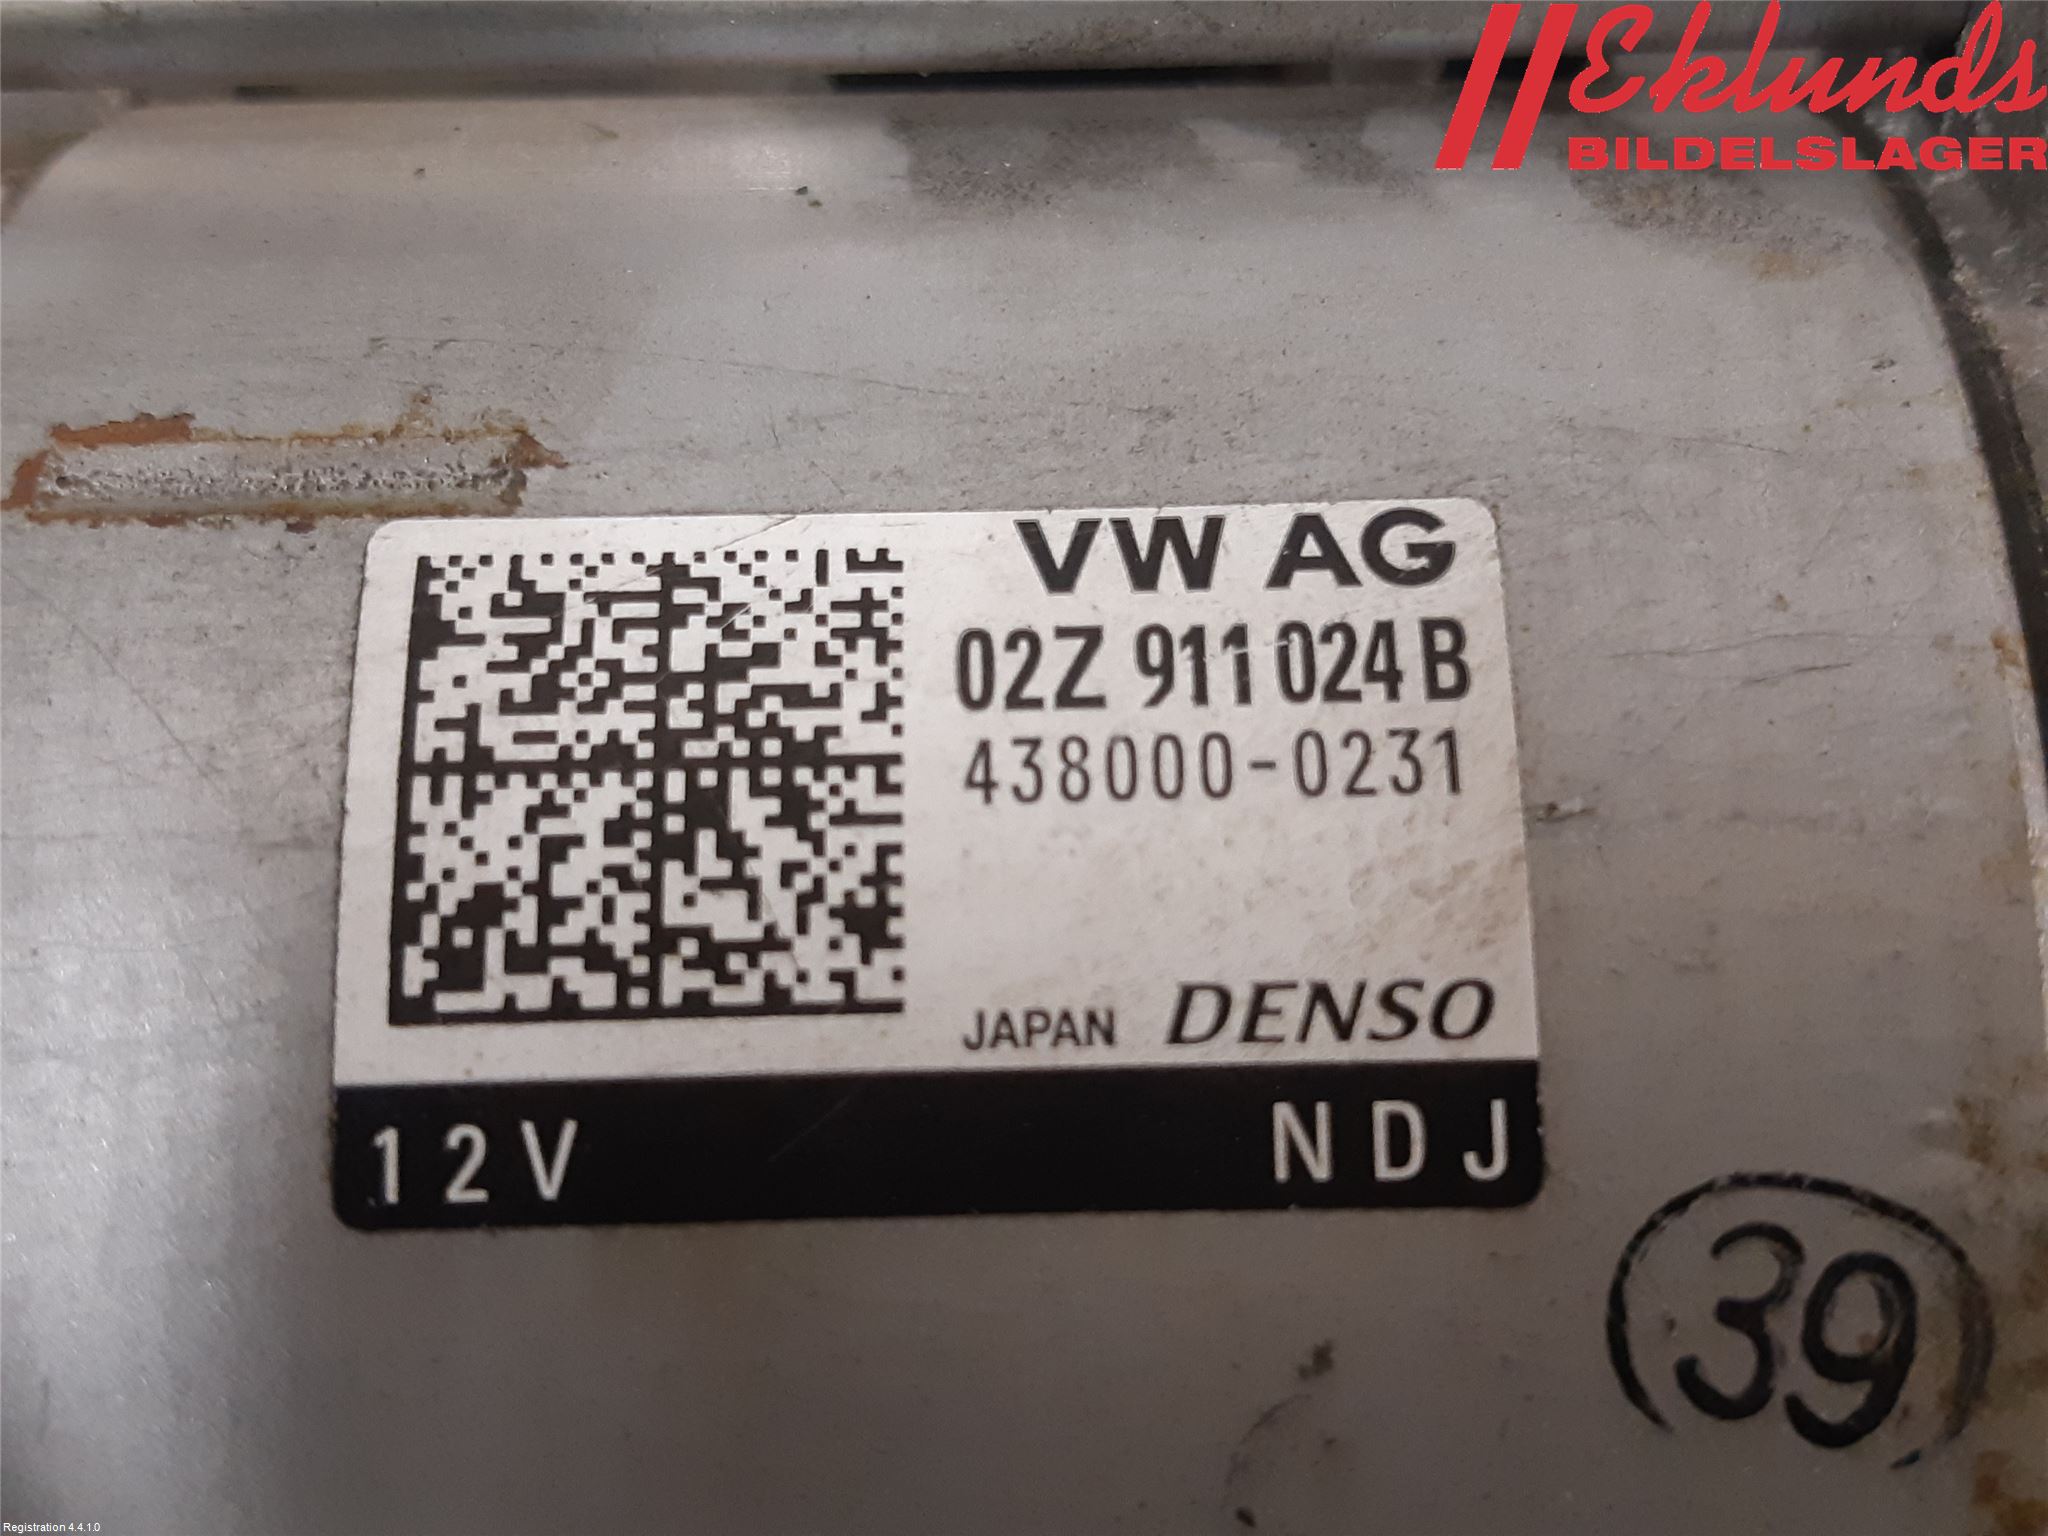 Eklunds
BILDELSLAGER
VW AG
02Z 911 024 B
438000-0231
JAPAN DENSO
12V NDJ
39
Registration 4.4.1.0